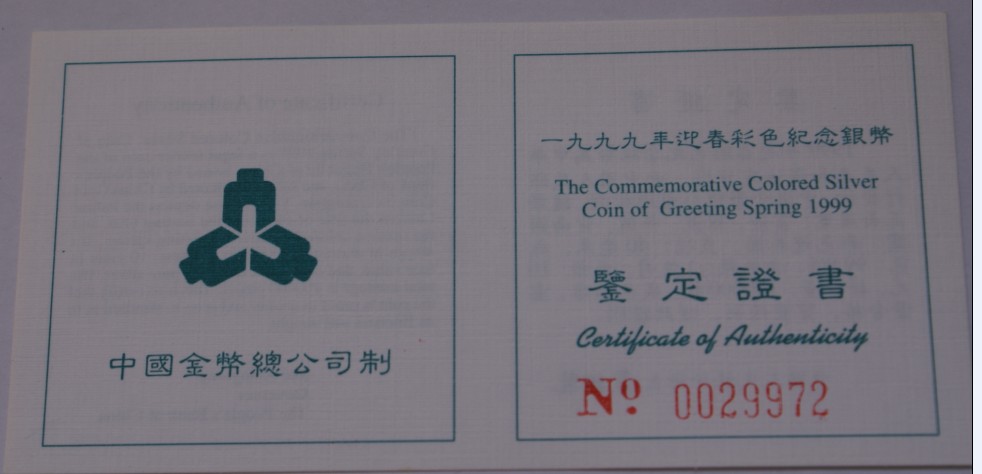 中國金幣總公司制
一九九九年迎春彩色紀念銀幣
The Commemorative Colored Silver
Coin of Greeting Spring 1999
鑒定證書
Certificate of Authenticity
Nº 0029972